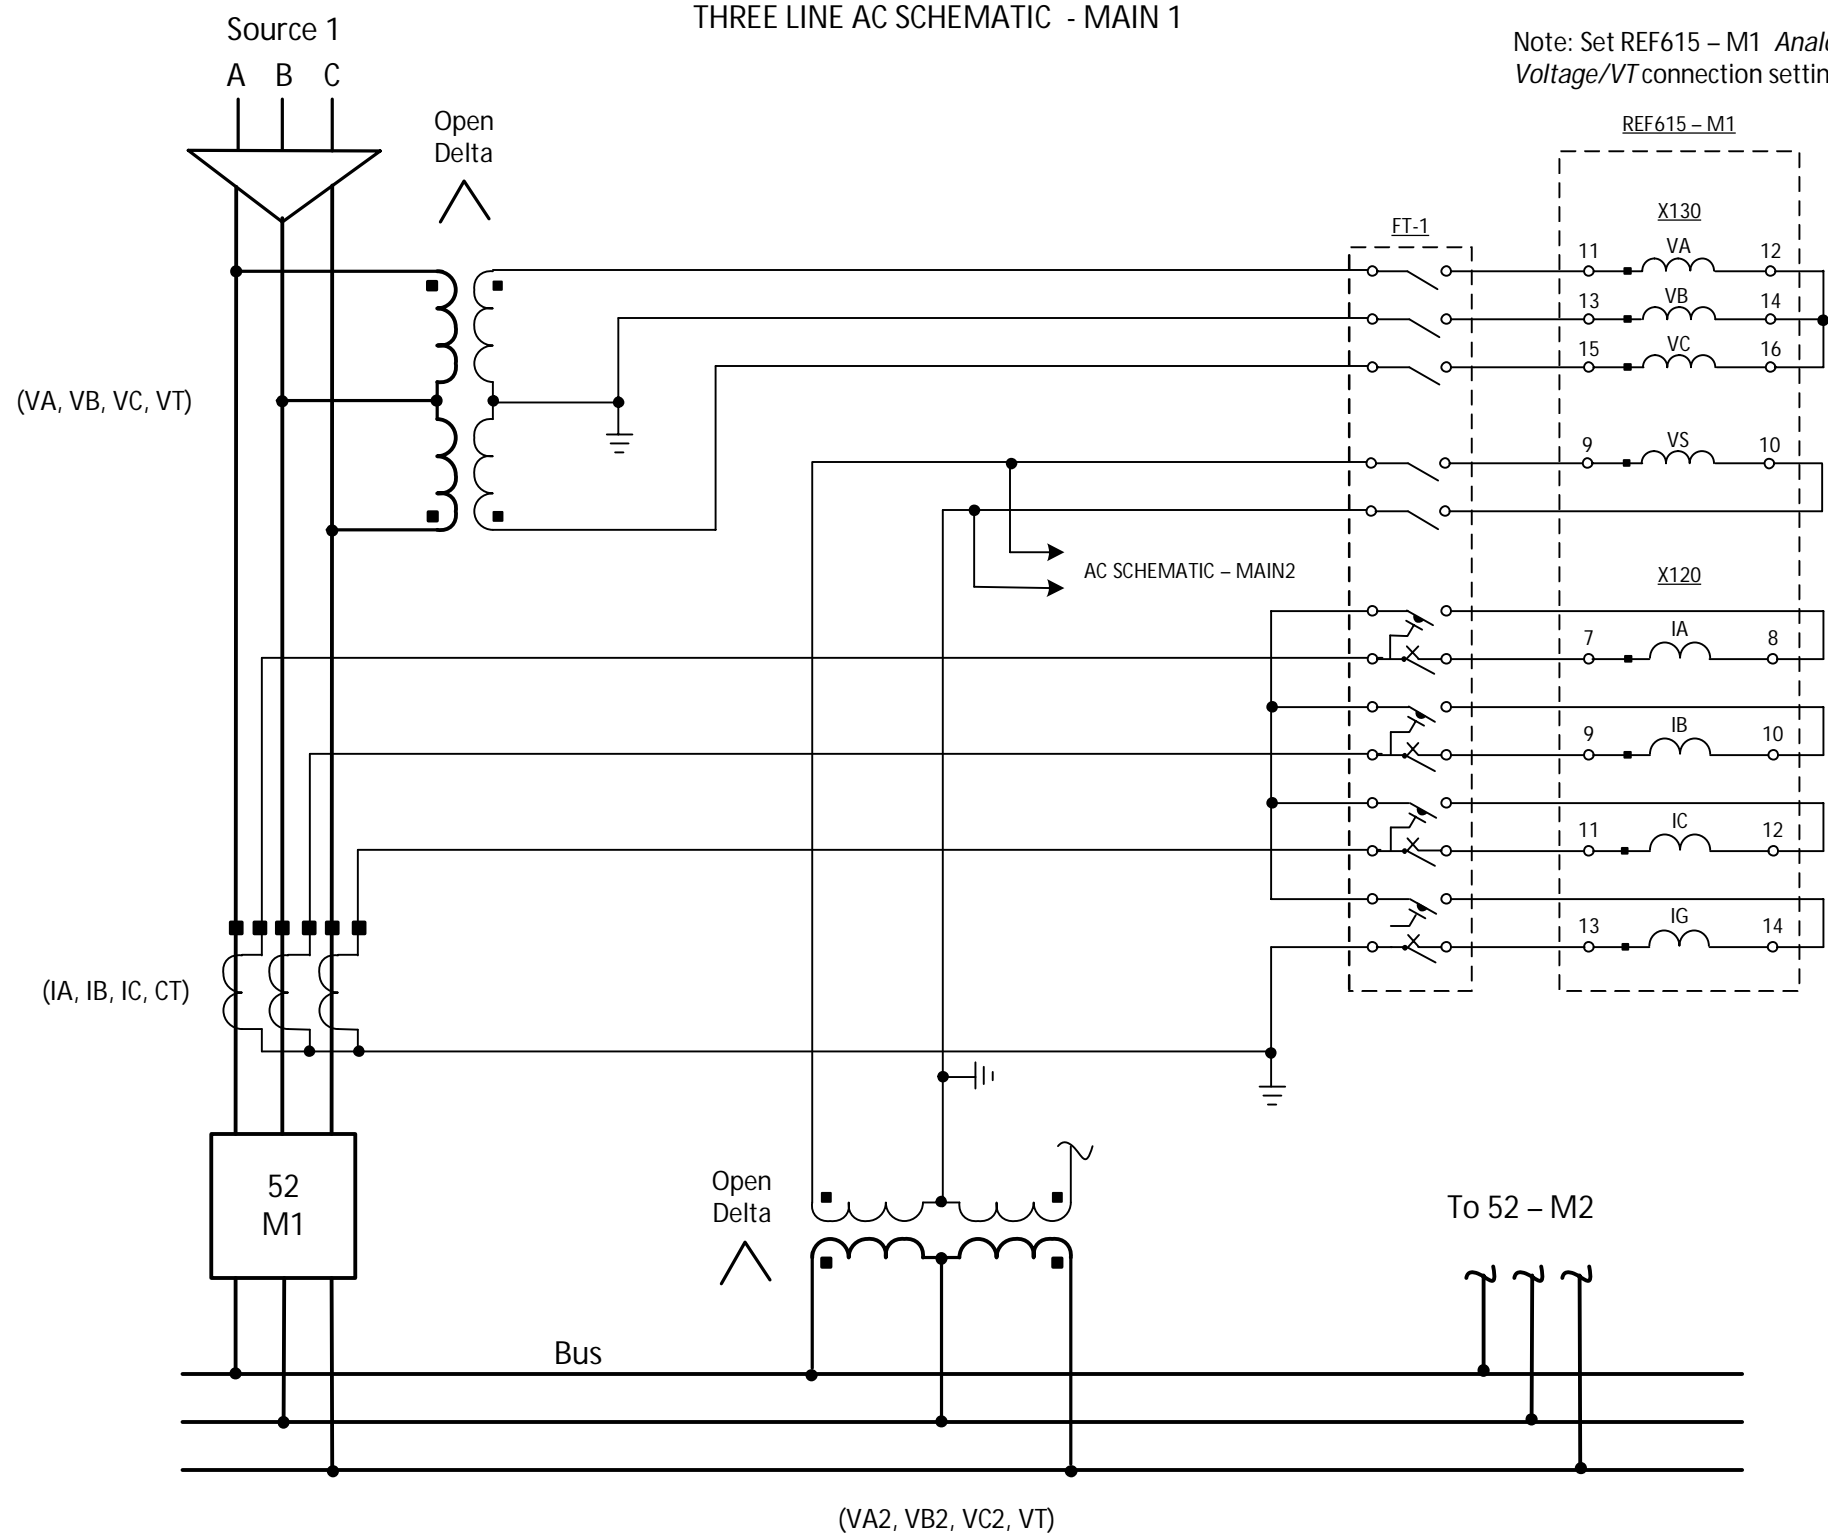 THREE LINE AC SCHEMATIC - MAIN 1
Source 1
A B C
Note: Set REF615 – M1 
Voltage/VT connection
Open
Delta
REF615 – M1
FT-1
X130
11 VA 12
13 VB 14
15 VC 16
(VA, VB, VC, VT)
9 VS 10
AC SCHEMATIC – MAIN2
X120
7 IA 8
9 IB 10
11 IC 12
13 IG 14
(IA, IB, IC, CT)
52
M1
Open
Delta
To 52 – M2
Bus
(VA2, VB2, VC2, VT)